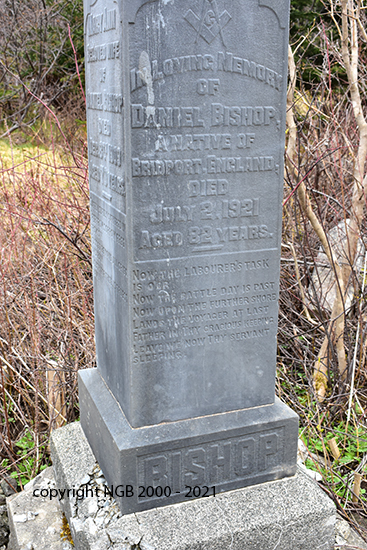 In Loving Memory
OF
Daniel Bishop,
A NATIVE OF
Bridport, England,
DIED
July 2, 1921
Aged 82 years.
Now the labourer's task
is o'er
Now the battle day is past
Now upon the further shore
Lands the voyager at last
Father in thy gracious keeping
Leave we now thy servant
sleeping.
BISHOP
copyright NGB 2000 - 2021